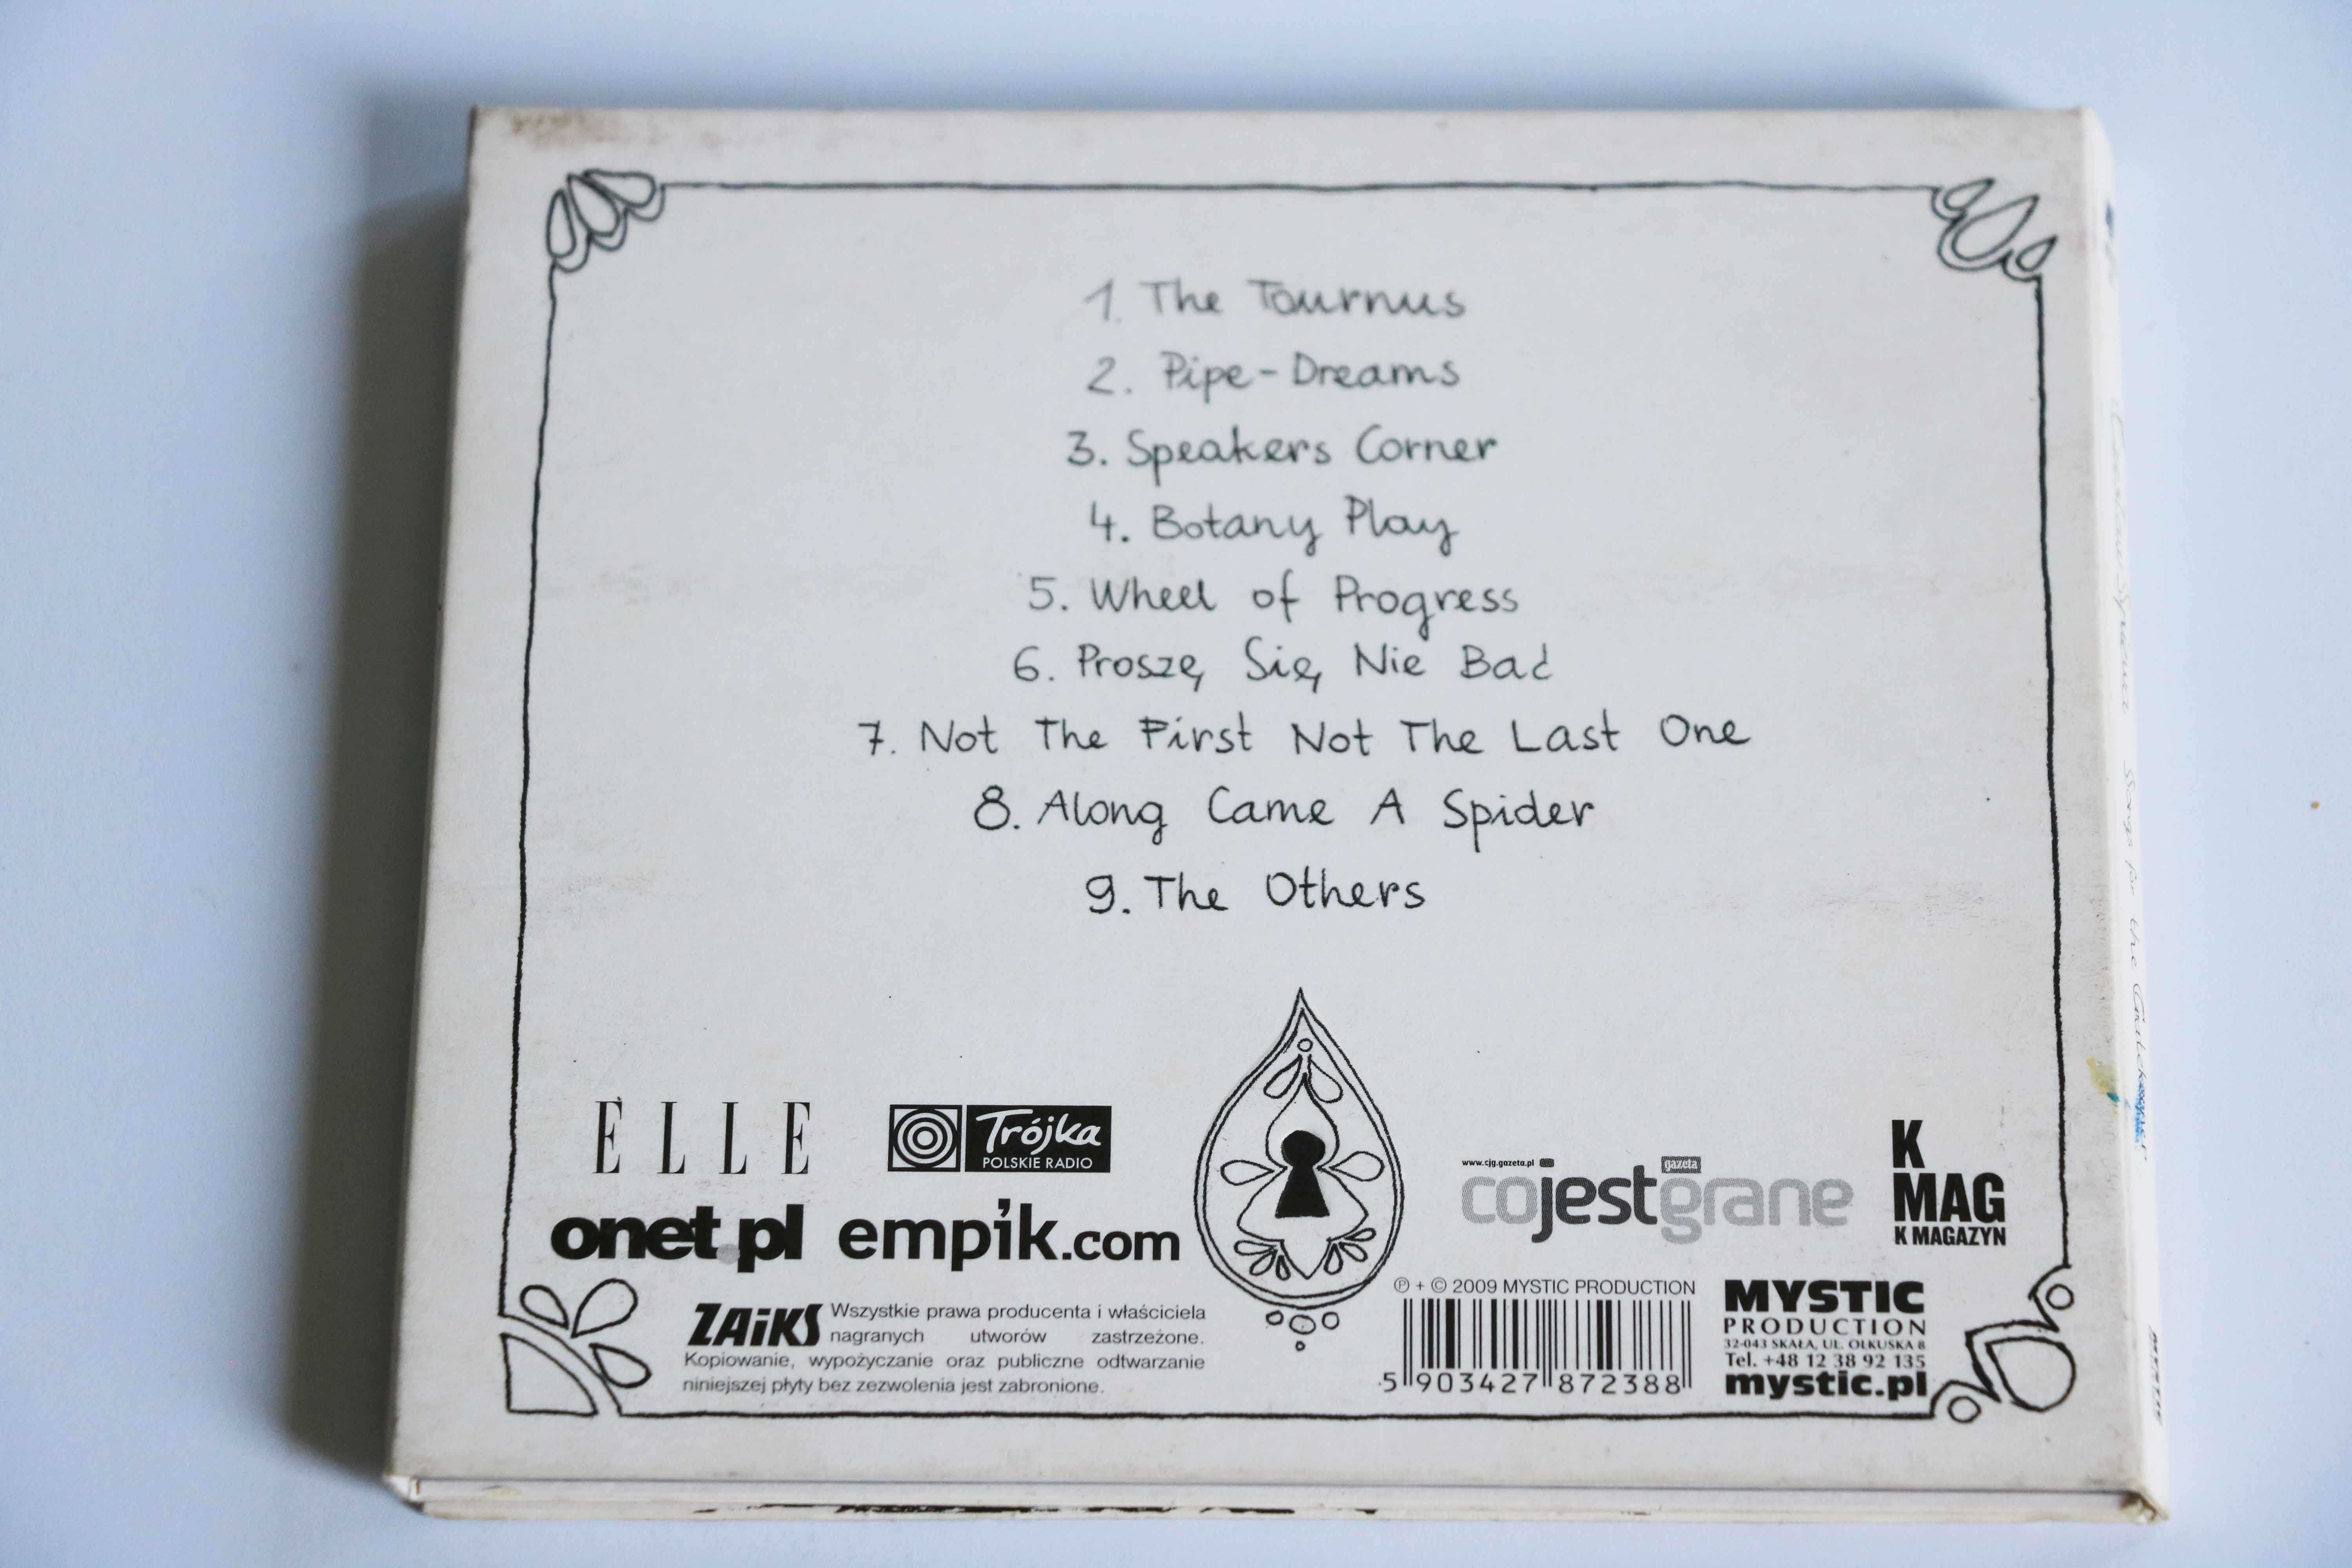 1. The Tournus
2. Pipe-Dreams
3. Speakers Corner
4. Botany Play
5. Wheel of Progress
6. Proszę Się Nie Bać
7. Not The First Not The Last One
8. Along Came A Spider
9. The Others
ELLE
Trójka
POLSKIE RADIO
onet.pl
empik.com
www.cjg.gazeta.pl
gazeta
cojestgrane
K
MAG
K MAGAZYN
ZAiKS
Wszystkie prawa producenta i właściciela
nagranych utworów zastrzeżone.
Kopiowanie, wypożyczanie oraz publiczne odtwarzanie
niniejszej płyty bez zezwolenia jest zabronione.
℗ + © 2009 MYSTIC PRODUCTION
5 903427 872388
MYSTIC
PRODUCTION
32-043 SKAŁA, UL. OLKUSKA 8
Tel. +48 12 38 92 135
mystic.pl
Songs for the